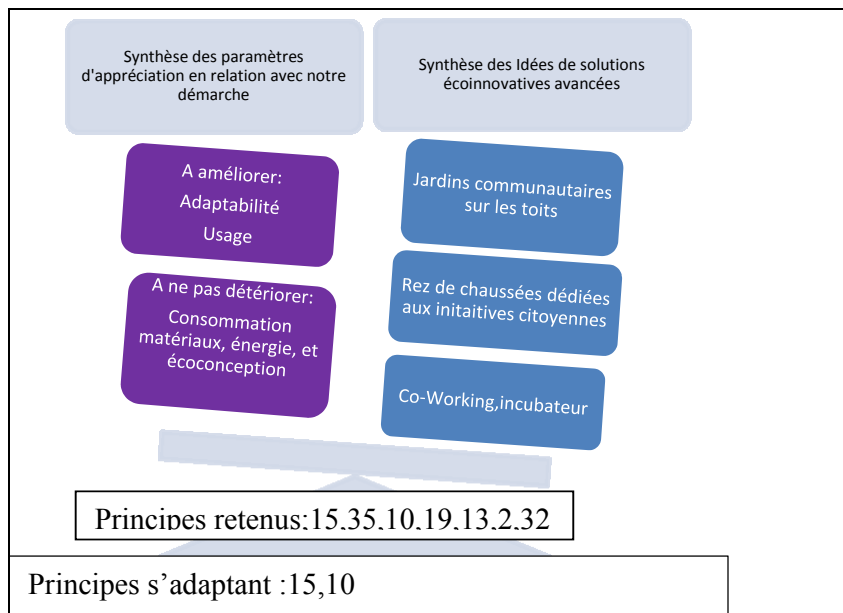 Synthèse des paramètres
d'appréciation en relation avec notre
démarche
Synthèse des Idées de solutions
écoinnovatives avancées
A améliorer:
Adaptabilité
Usage
A ne pas détériorer:
Consommation
matériaux, énergie, et
écoconception
Jardins communautaires
sur les toits
Rez de chaussées dédiées
aux initaitives citoyennes
Co-Working,incubateur
Principes retenus;15,35,10,19,13,2,32
Principes s’adaptant :15,10